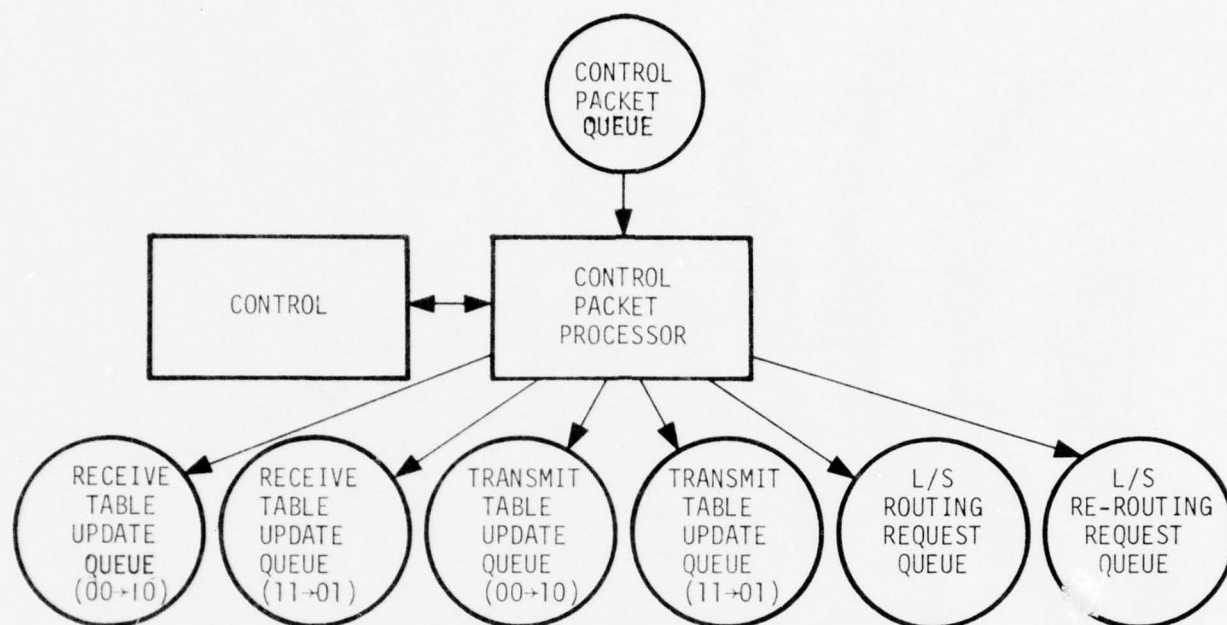 CONTROL
PACKET
QUEUE
CONTROL
CONTROL
PACKET
PROCESSOR
RECEIVE
TABLE
UPDATE
QUEUE
(00→10)
RECEIVE
TABLE
UPDATE
QUEUE
(11→01)
TRANSMIT
TABLE
UPDATE
QUEUE
(00→10)
TRANSMIT
TABLE
UPDATE
QUEUE
(11→01)
L/S
ROUTING
REQUEST
QUEUE
L/S
RE-ROUTING
REQUEST
QUEUE